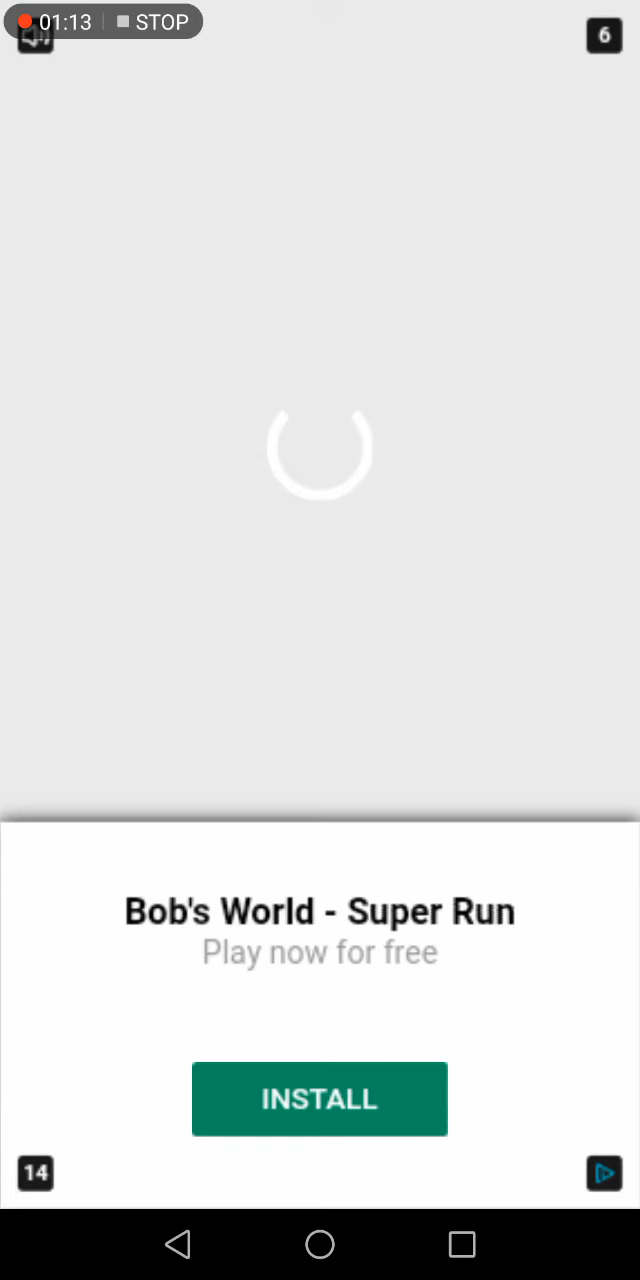 01:13 STOP
6
Bob's World - Super Run
Play now for free
INSTALL
14